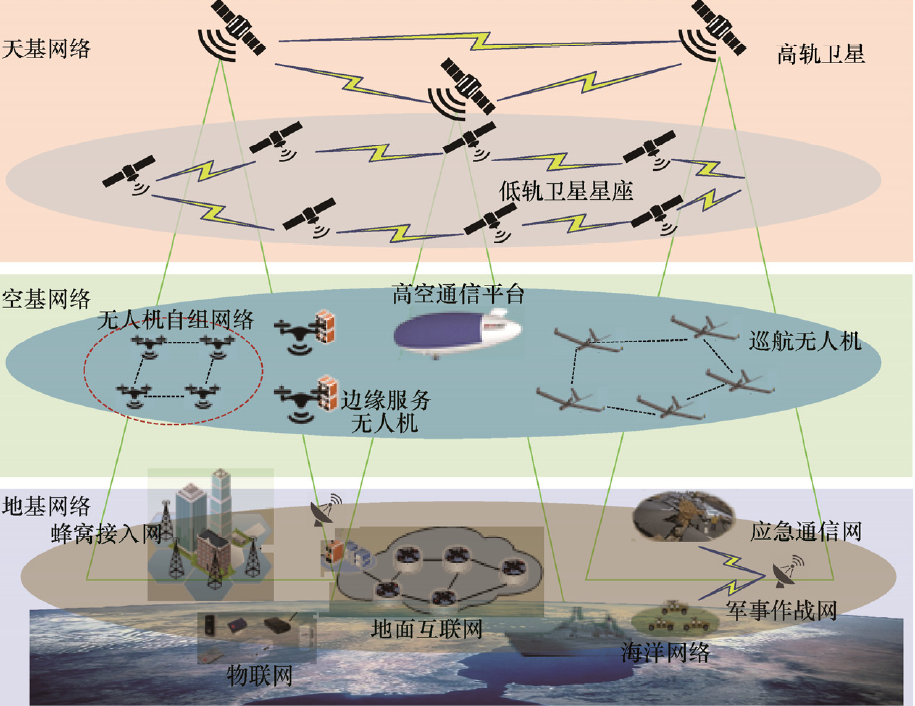 天基网络
高轨卫星
低轨卫星星座
空基网络
高空通信平台
无人机自组网络
巡航无人机
边缘服务
无人机
地基网络
蜂窝接入网
应急通信网
军事作战网
地面互联网
海洋网络
物联网